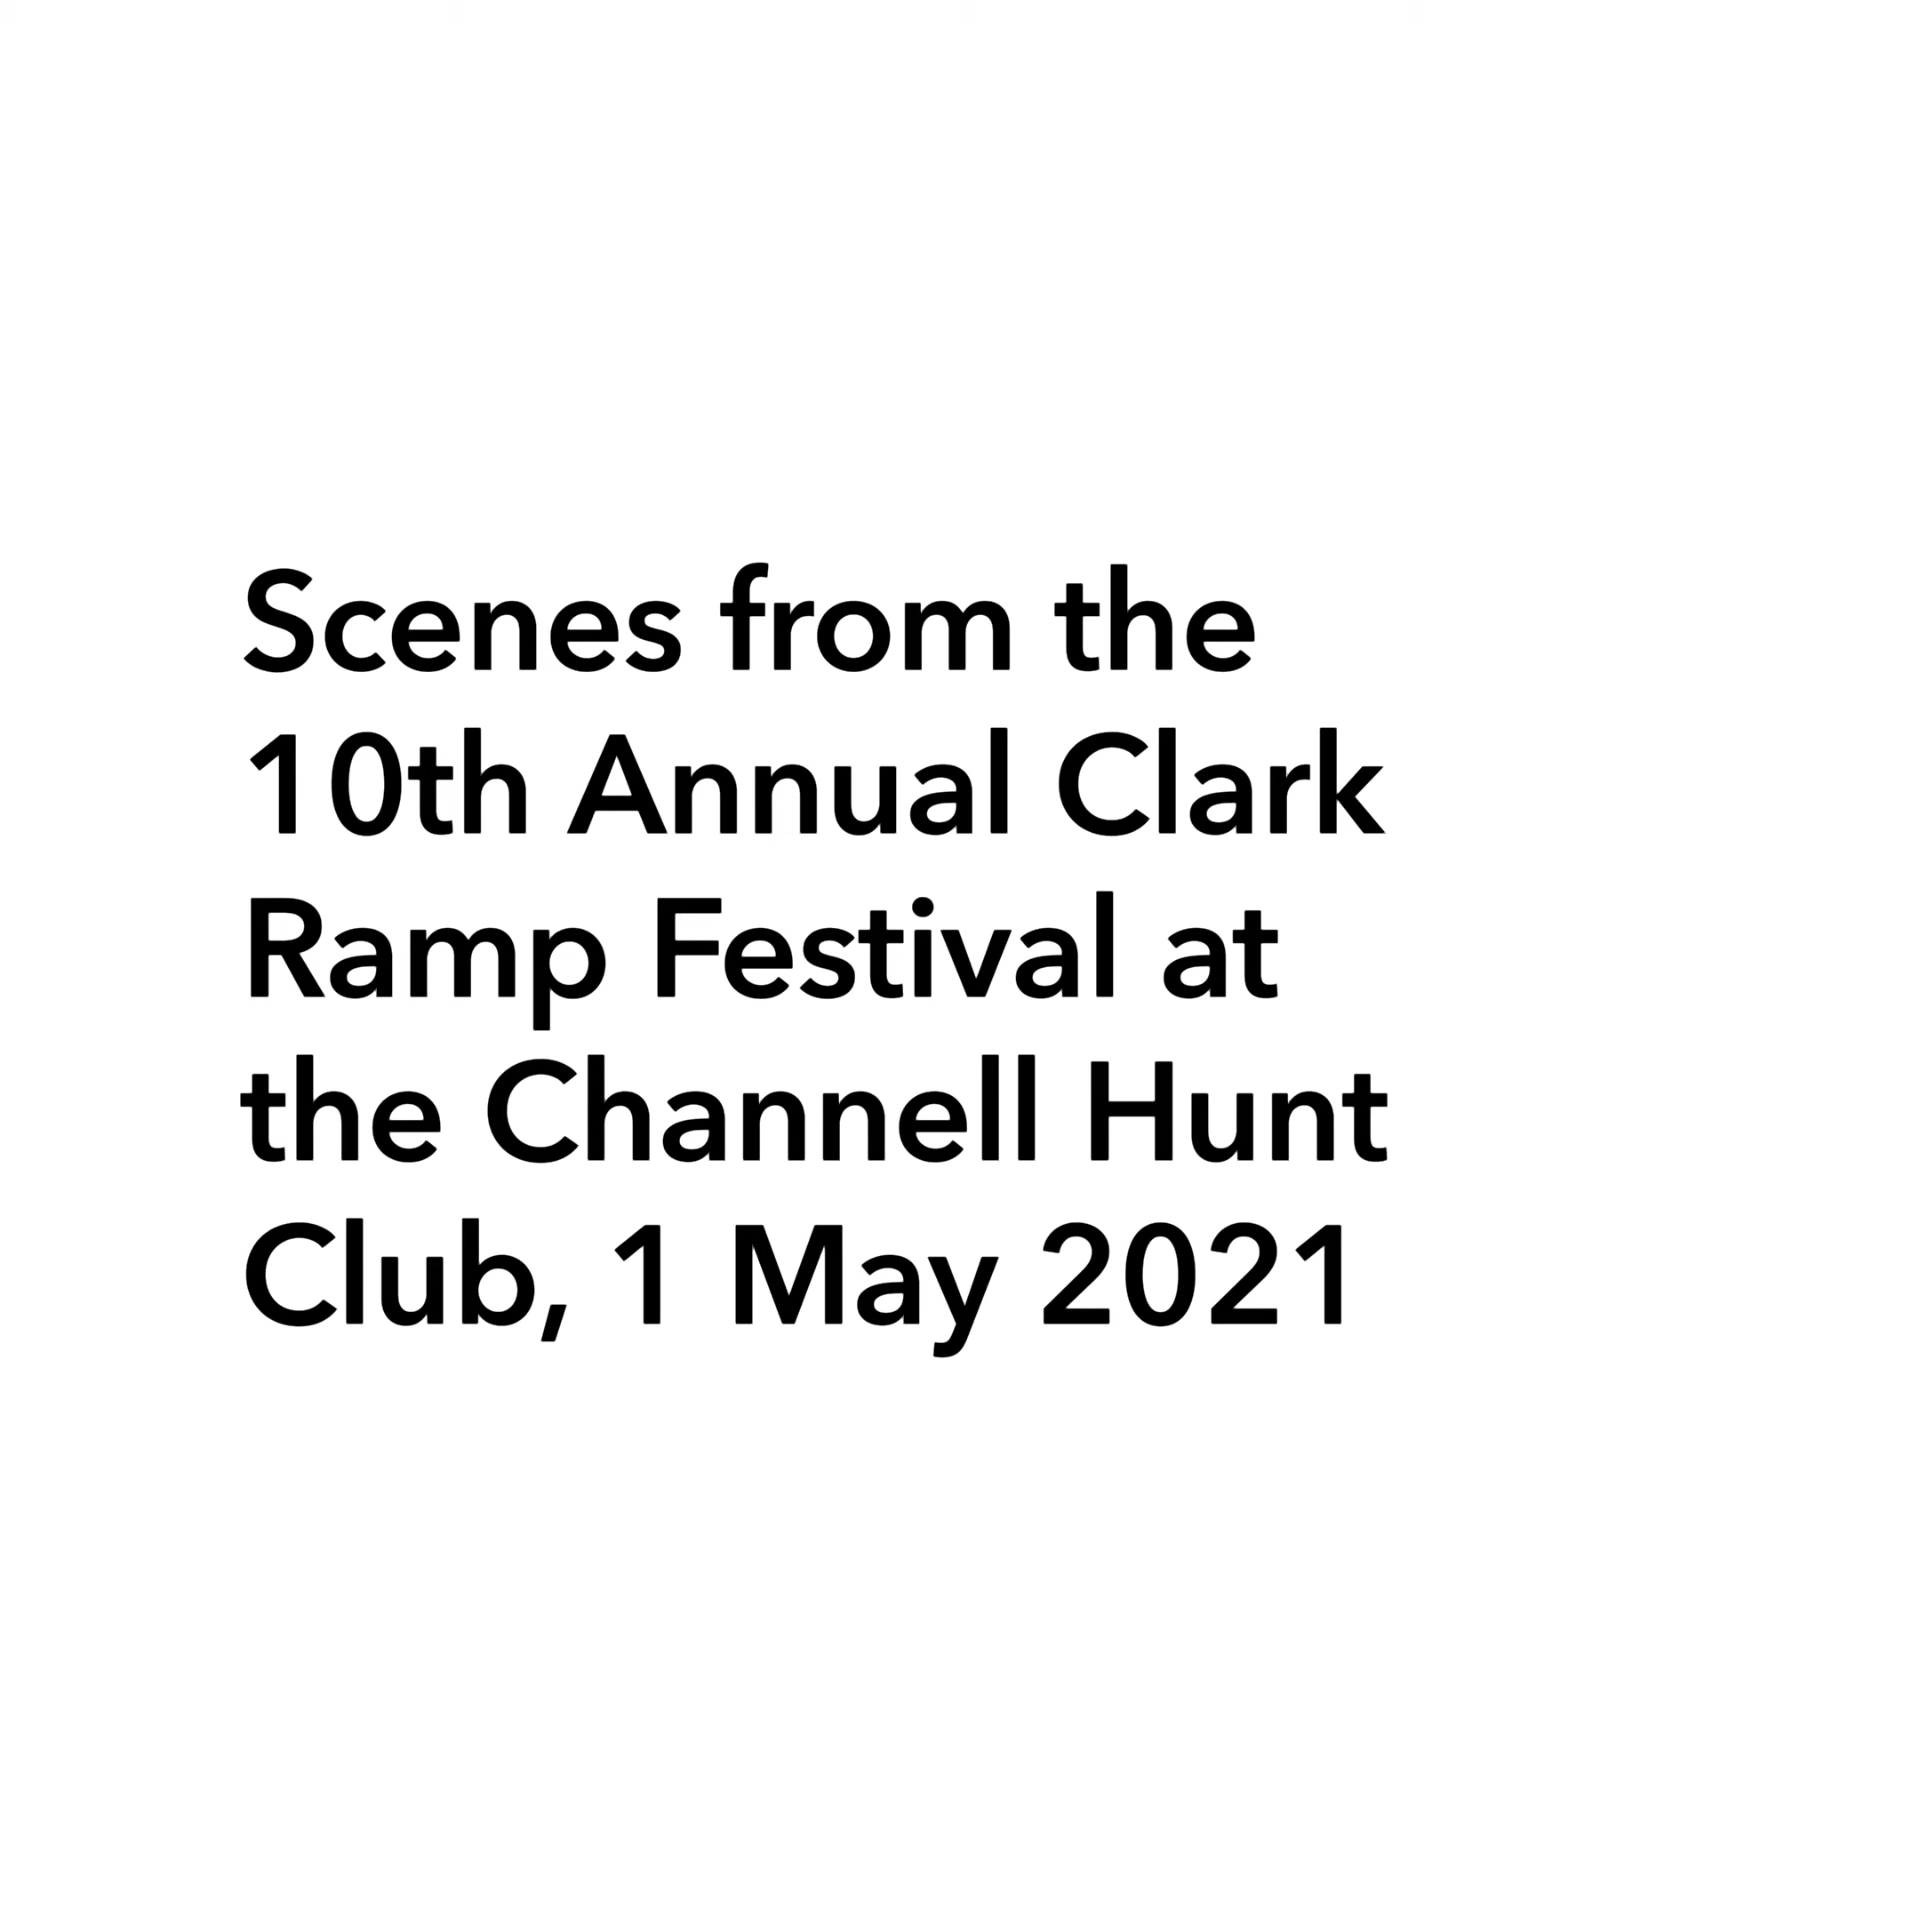 Scenes from the
10th Annual Clark
Ramp Festival at
the Channell Hunt
Club, 1 May 2021